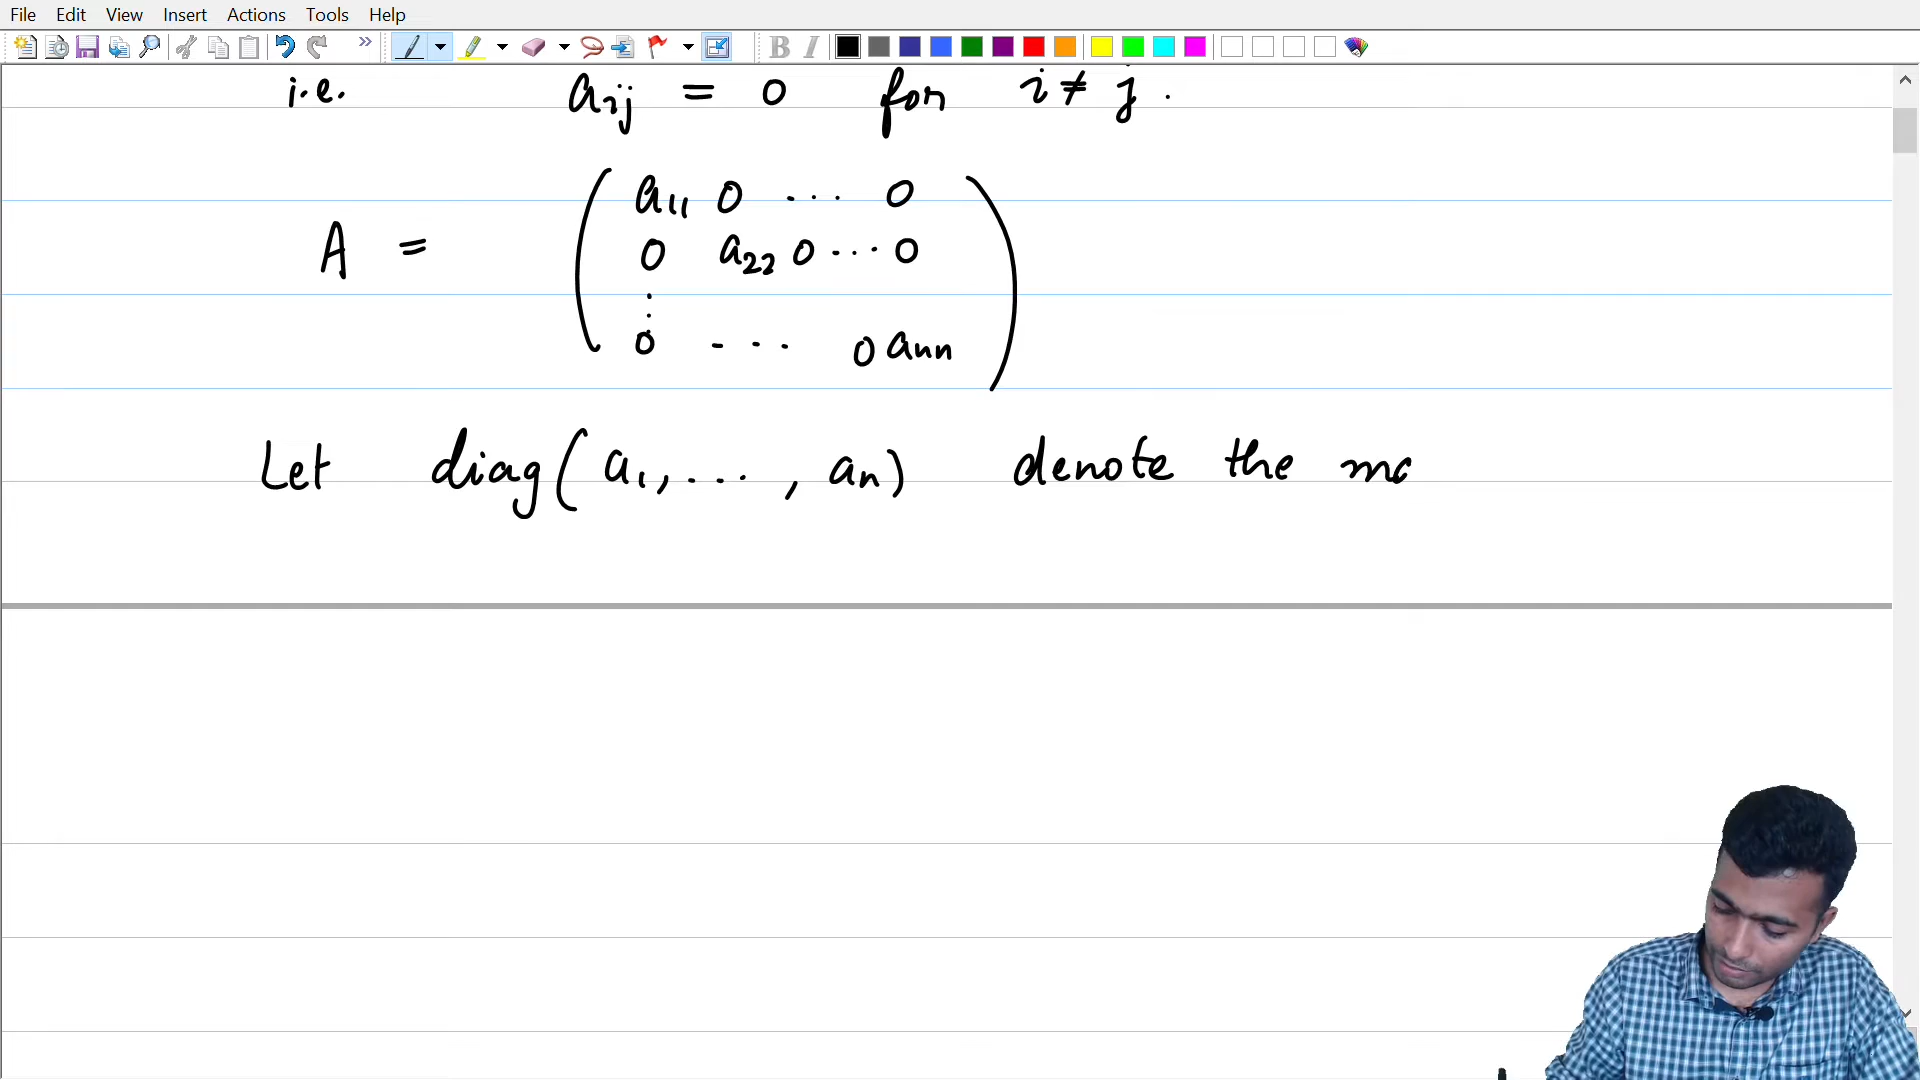 File Edit View Insert Actions Tools Help
B I
i.e. aij = 0 for i ≠ j .
a11 0 ... 0
A = 0 a22 0 ... 0
:
0 ... 0 ann
Let diag( a1, ... , an) denote the ma